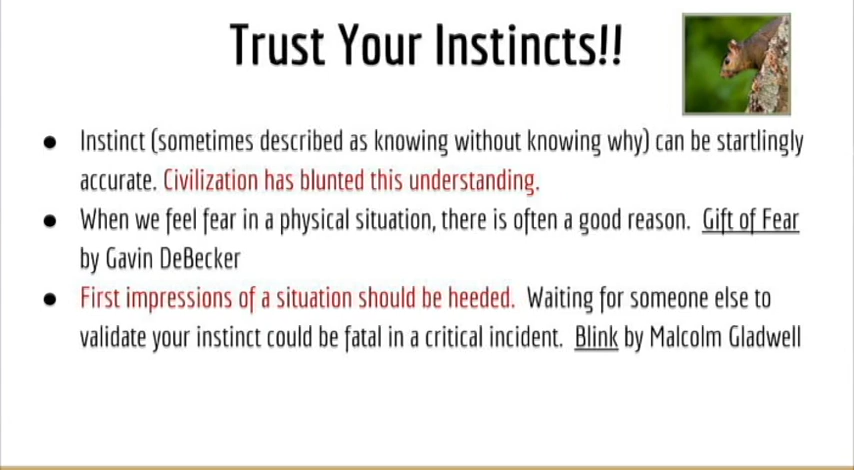 Trust Your Instincts!!
● Instinct (sometimes described as knowing without knowing why) can be startlingly
accurate. Civilization has blunted this understanding.
● When we feel fear in a physical situation, there is often a good reason. Gift of Fear
by Gavin DeBecker
● First impressions of a situation should be heeded. Waiting for someone else to
validate your instinct could be fatal in a critical incident. Blink by Malcolm Gladwell